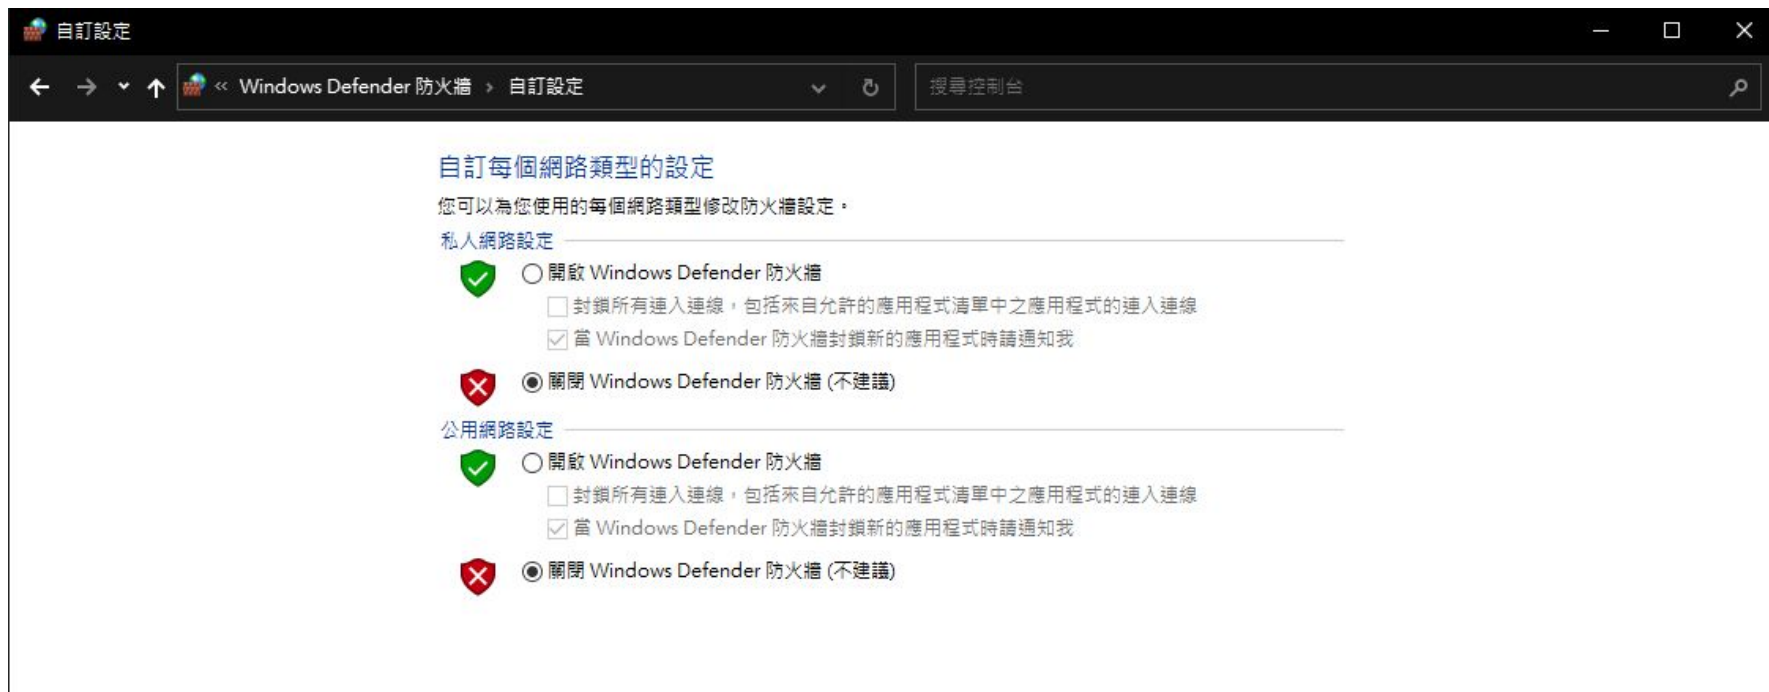 自訂設定
« Windows Defender 防火牆 › 自訂設定
搜尋控制台
自訂每個網路類型的設定
您可以為您使用的每個網路類型修改防火牆設定。
私人網路設定
開啟 Windows Defender 防火牆
封鎖所有連入連線，包括來自允許的應用程式清單中之應用程式的連入連線
當 Windows Defender 防火牆封鎖新的應用程式時請通知我
關閉 Windows Defender 防火牆 (不建議)
公用網路設定
開啟 Windows Defender 防火牆
封鎖所有連入連線，包括來自允許的應用程式清單中之應用程式的連入連線
當 Windows Defender 防火牆封鎖新的應用程式時請通知我
關閉 Windows Defender 防火牆 (不建議)